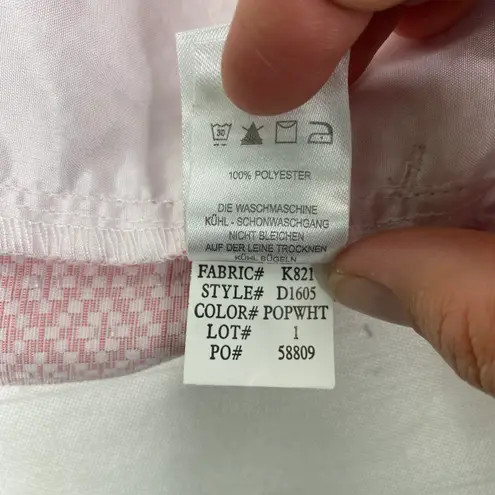 30
100% POLYESTER
DIE WASCHMASCHINE
KÜHL - SCHONWASCHGANG
NICHT BLEICHEN
AUF DER LEINE TROCKNEN
KÜHL BÜGELN
FABRIC# K821
STYLE# D1605
COLOR# POPWHT
LOT# 1
PO# 58809